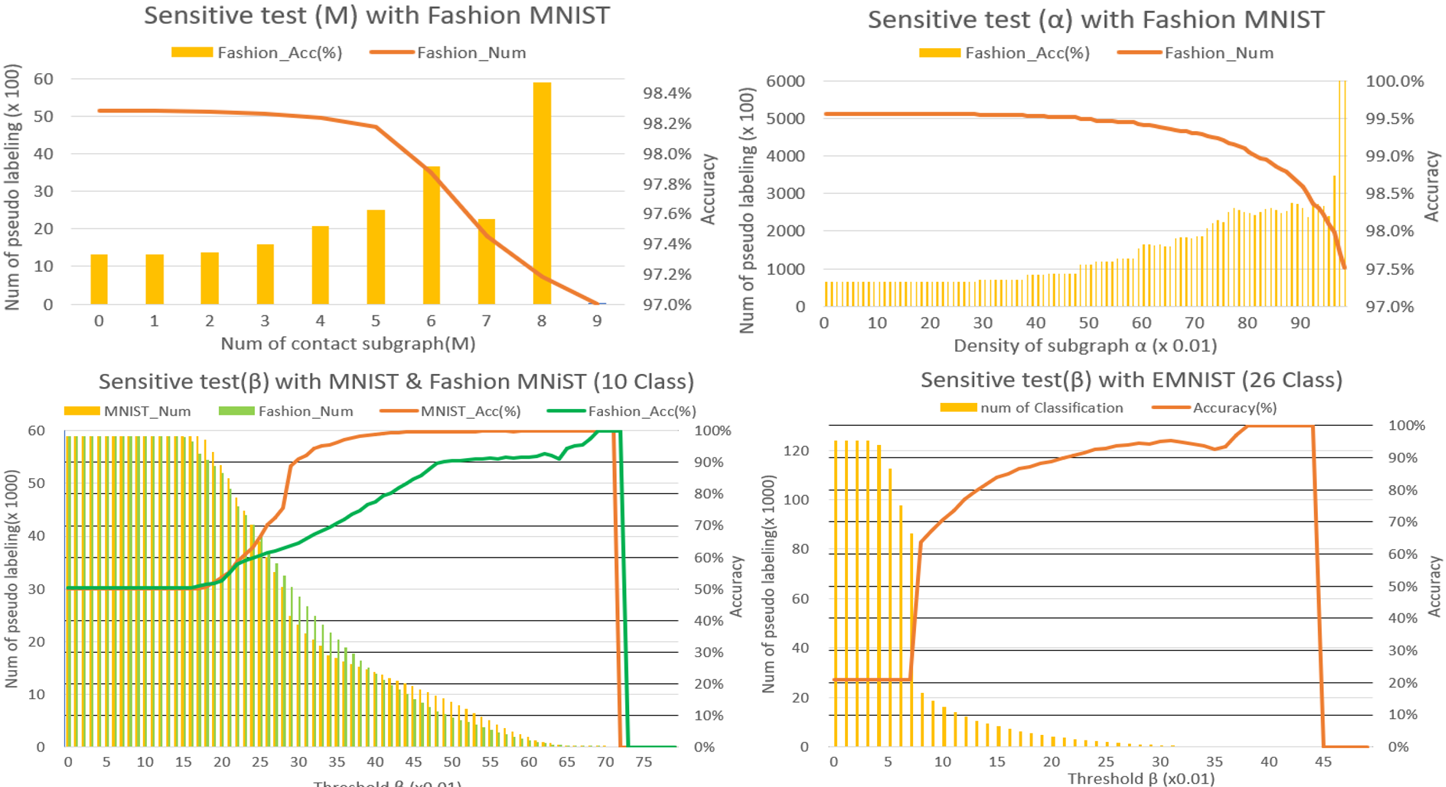 Sensitive test (M) with Fashion MNIST
Fashion_Acc(%) Fashion_Num
Num of pseudo labeling (x 100)
60
50
40
30
20
10
0
98.4%
98.2%
98.0%
97.8%
97.6%
97.4%
97.2%
97.0%
Accuracy
0 1 2 3 4 5 6 7 8 9
Num of contact subgraph(M)
Sensitive test (α) with Fashion MNIST
Fashion_Acc(%) Fashion_Num
Num of pseudo labeling (x 100)
6000
5000
4000
3000
2000
1000
0
100.0%
99.5%
99.0%
98.5%
98.0%
97.5%
97.0%
Accuracy
0 10 20 30 40 50 60 70 80 90
Density of subgraph α (x 0.01)
Sensitive test(β) with MNIST & Fashion MNiST (10 Class)
MNIST_Num Fashion_Num MNIST_Acc(%) Fashion_Acc(%)
Num of pseudo labeling(x 1000)
60
50
40
30
20
10
0
100%
90%
80%
70%
60%
50%
40%
30%
20%
10%
0%
Accuracy
0 5 10 15 20 25 30 35 40 45 50 55 60 65 70 75
Threshold β (x0.01)
Sensitive test(β) with EMNIST (26 Class)
num of Classification Accuracy(%)
Num of pseudo labeling(x 1000)
120
100
80
60
40
20
0
100%
90%
80%
70%
60%
50%
40%
30%
20%
10%
0%
Accuracy
0 5 10 15 20 25 30 35 40 45
Threshold β (x0.01)